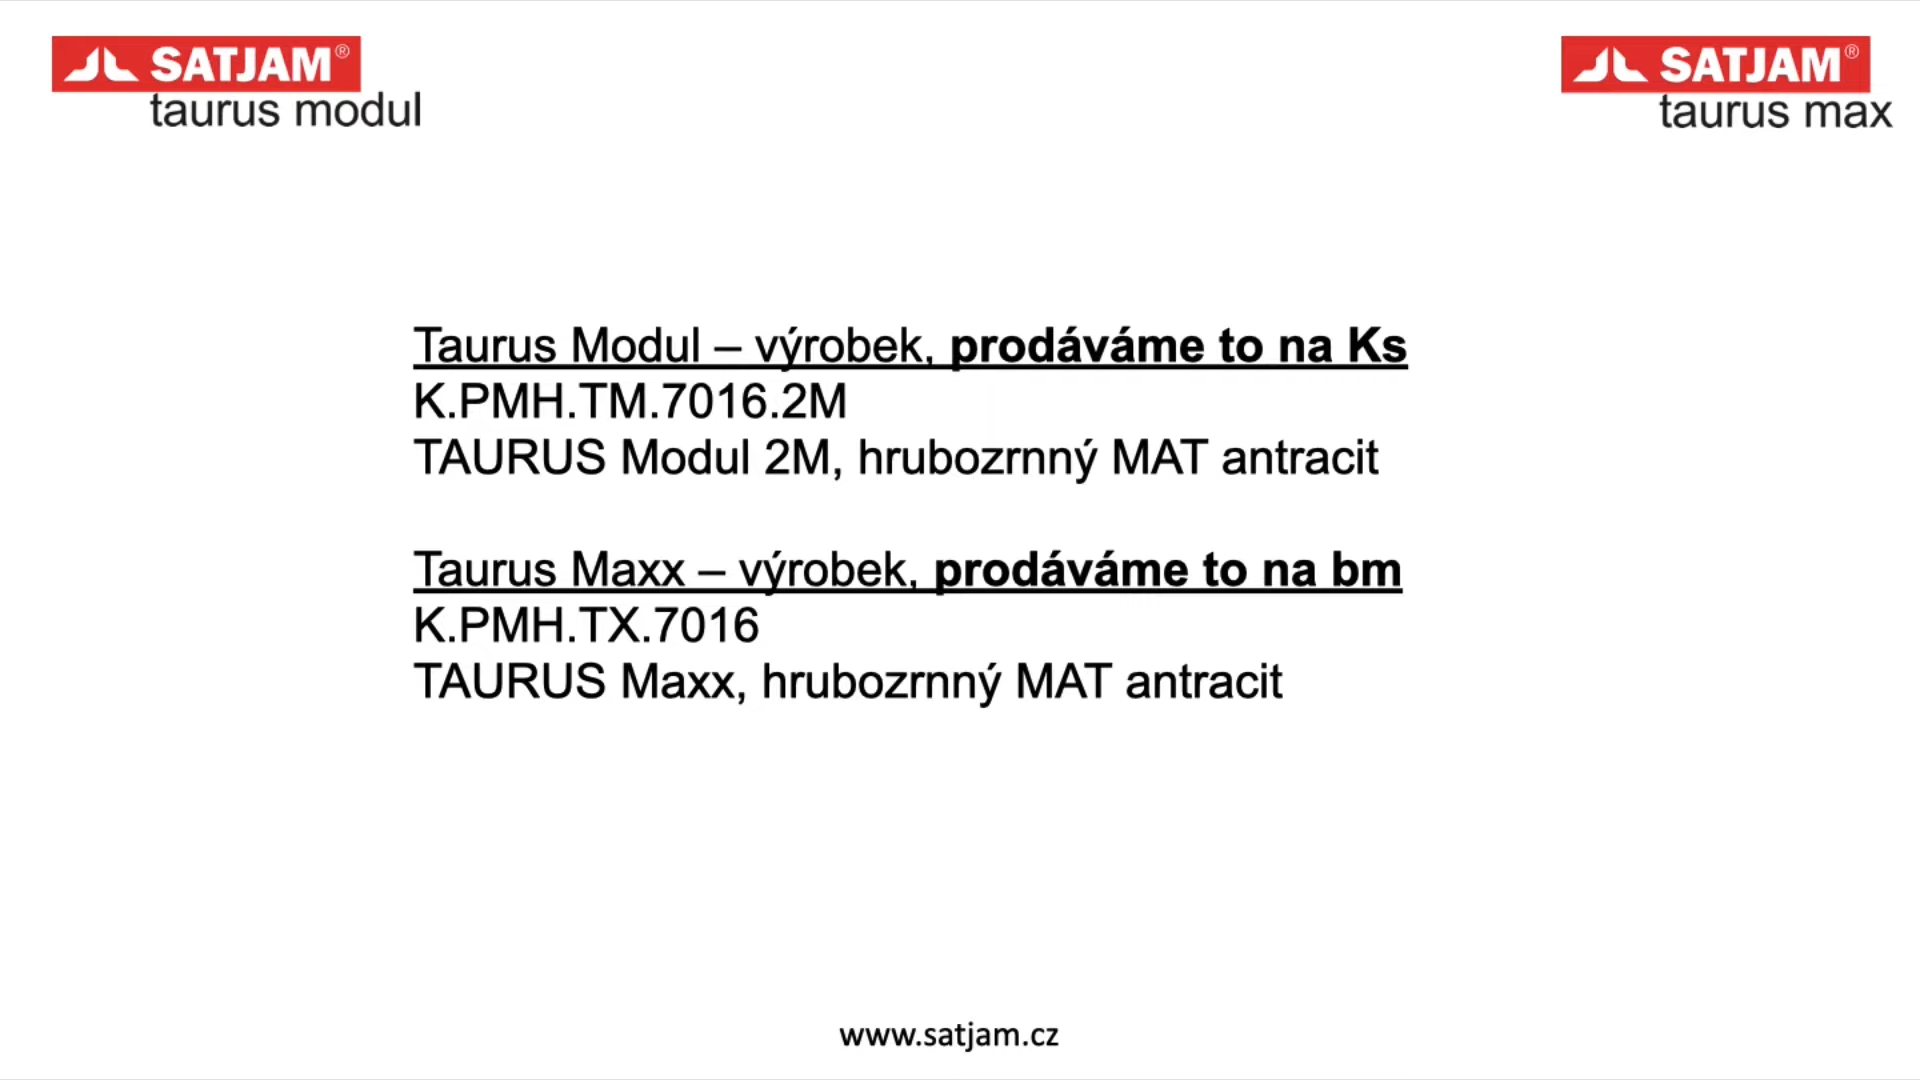 SATJAM®
taurus modul
SATJAM®
taurus max
Taurus Modul – výrobek, prodáváme to na Ks
K.PMH.TM.7016.2M
TAURUS Modul 2M, hrubozrnný MAT antracit
Taurus Maxx – výrobek, prodáváme to na bm
K.PMH.TX.7016
TAURUS Maxx, hrubozrnný MAT antracit
www.satjam.cz